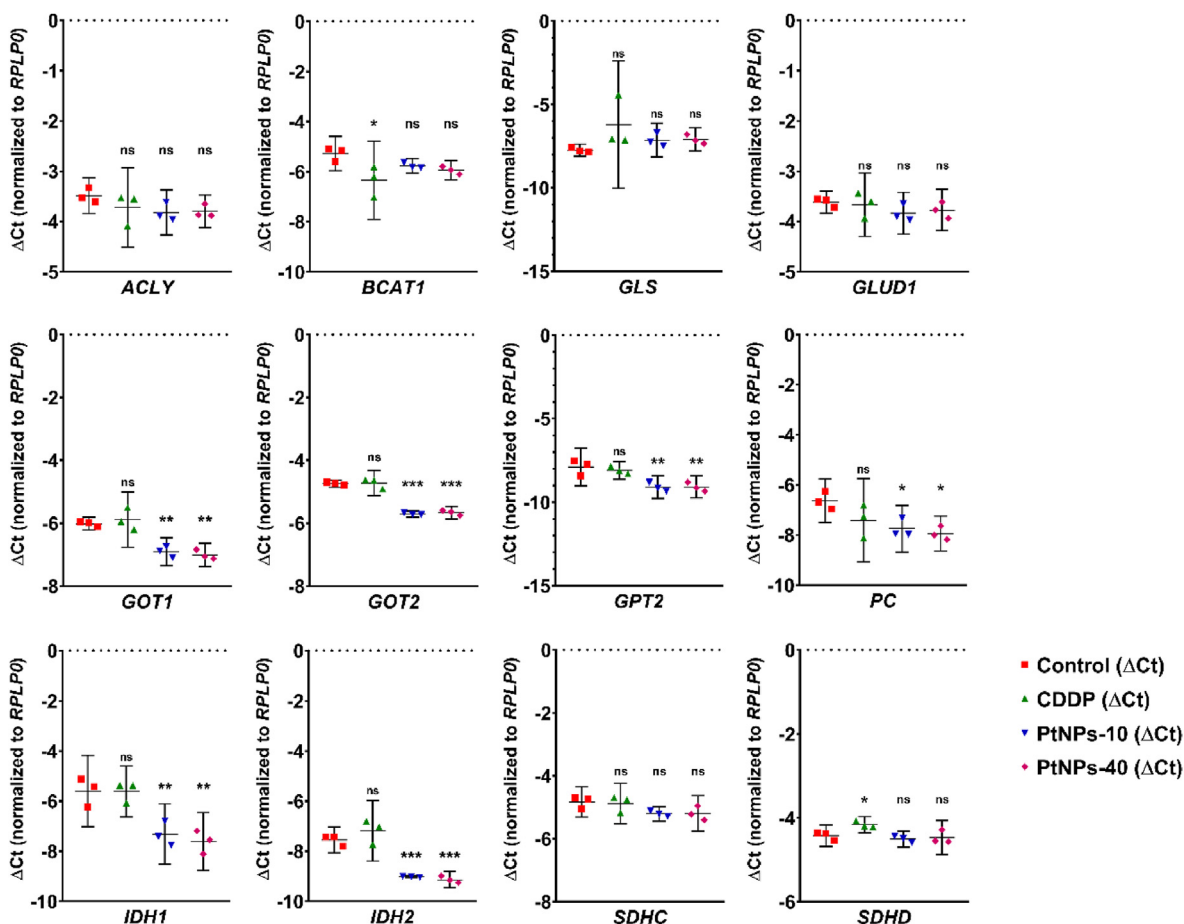 ΔCt (normalized to RPLP0)
0
-1
-2
-3
-4
-5
ns
ns
ns
ACLY
ΔCt (normalized to RPLP0)
0
-2
-4
-6
-8
-10
*
ns
ns
BCAT1
ΔCt (normalized to RPLP0)
0
-5
-10
-15
ns
ns
ns
GLS
ΔCt (normalized to RPLP0)
0
-1
-2
-3
-4
-5
ns
ns
ns
GLUD1
ΔCt (normalized to RPLP0)
0
-2
-4
-6
-8
ns
**
**
GOT1
ΔCt (normalized to RPLP0)
0
-2
-4
-6
-8
ns
***
***
GOT2
ΔCt (normalized to RPLP0)
0
-5
-10
-15
ns
**
**
GPT2
ΔCt (normalized to RPLP0)
0
-2
-4
-6
-8
-10
ns
*
*
PC
ΔCt (normalized to RPLP0)
0
-2
-4
-6
-8
-10
ns
**
**
IDH1
ΔCt (normalized to RPLP0)
0
-2
-4
-6
-8
-10
ns
***
***
IDH2
ΔCt (normalized to RPLP0)
0
-2
-4
-6
-8
ns
ns
ns
SDHC
ΔCt (normalized to RPLP0)
0
-2
-4
-6
*
ns
ns
SDHD
Control (ΔCt)
CDDP (ΔCt)
PtNPs-10 (ΔCt)
PtNPs-40 (ΔCt)